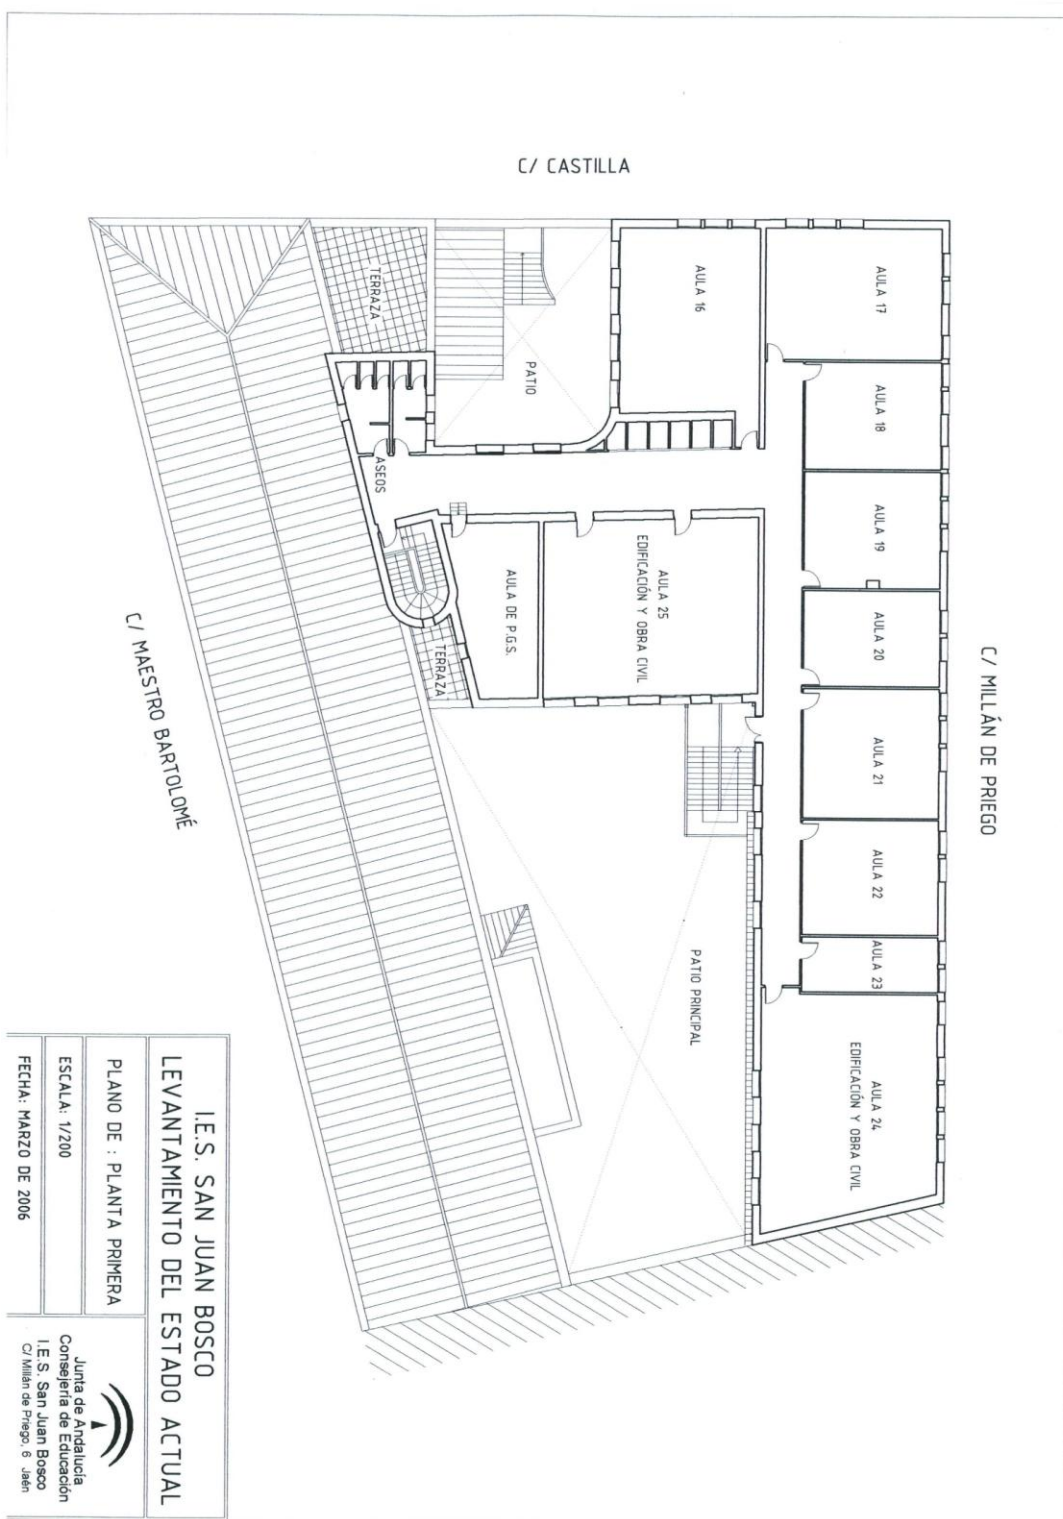 C/ CASTILLA
TERRAZA
PATIO
AULA 16
AULA 17
AULA 18
ASEOS
AULA 19
AULA DE P.G.S.
AULA 25
EDIFICACIÓN Y OBRA CIVIL
AULA 20
TERRAZA
C/ MAESTRO BARTOLOMÉ
C/ MILLÁN DE PRIEGO
AULA 21
AULA 22
AULA 23
PATIO PRINCIPAL
AULA 24
EDIFICACIÓN Y OBRA CIVIL
I.E.S. SAN JUAN BOSCO
LEVANTAMIENTO DEL ESTADO ACTUAL
PLANO DE : PLANTA PRIMERA
ESCALA: 1/200
FECHA: MARZO DE 2006
Junta de Andalucía
Consejería de Educación
I.E.S. San Juan Bosco
C/ Millán de Priego, 6 Jaén